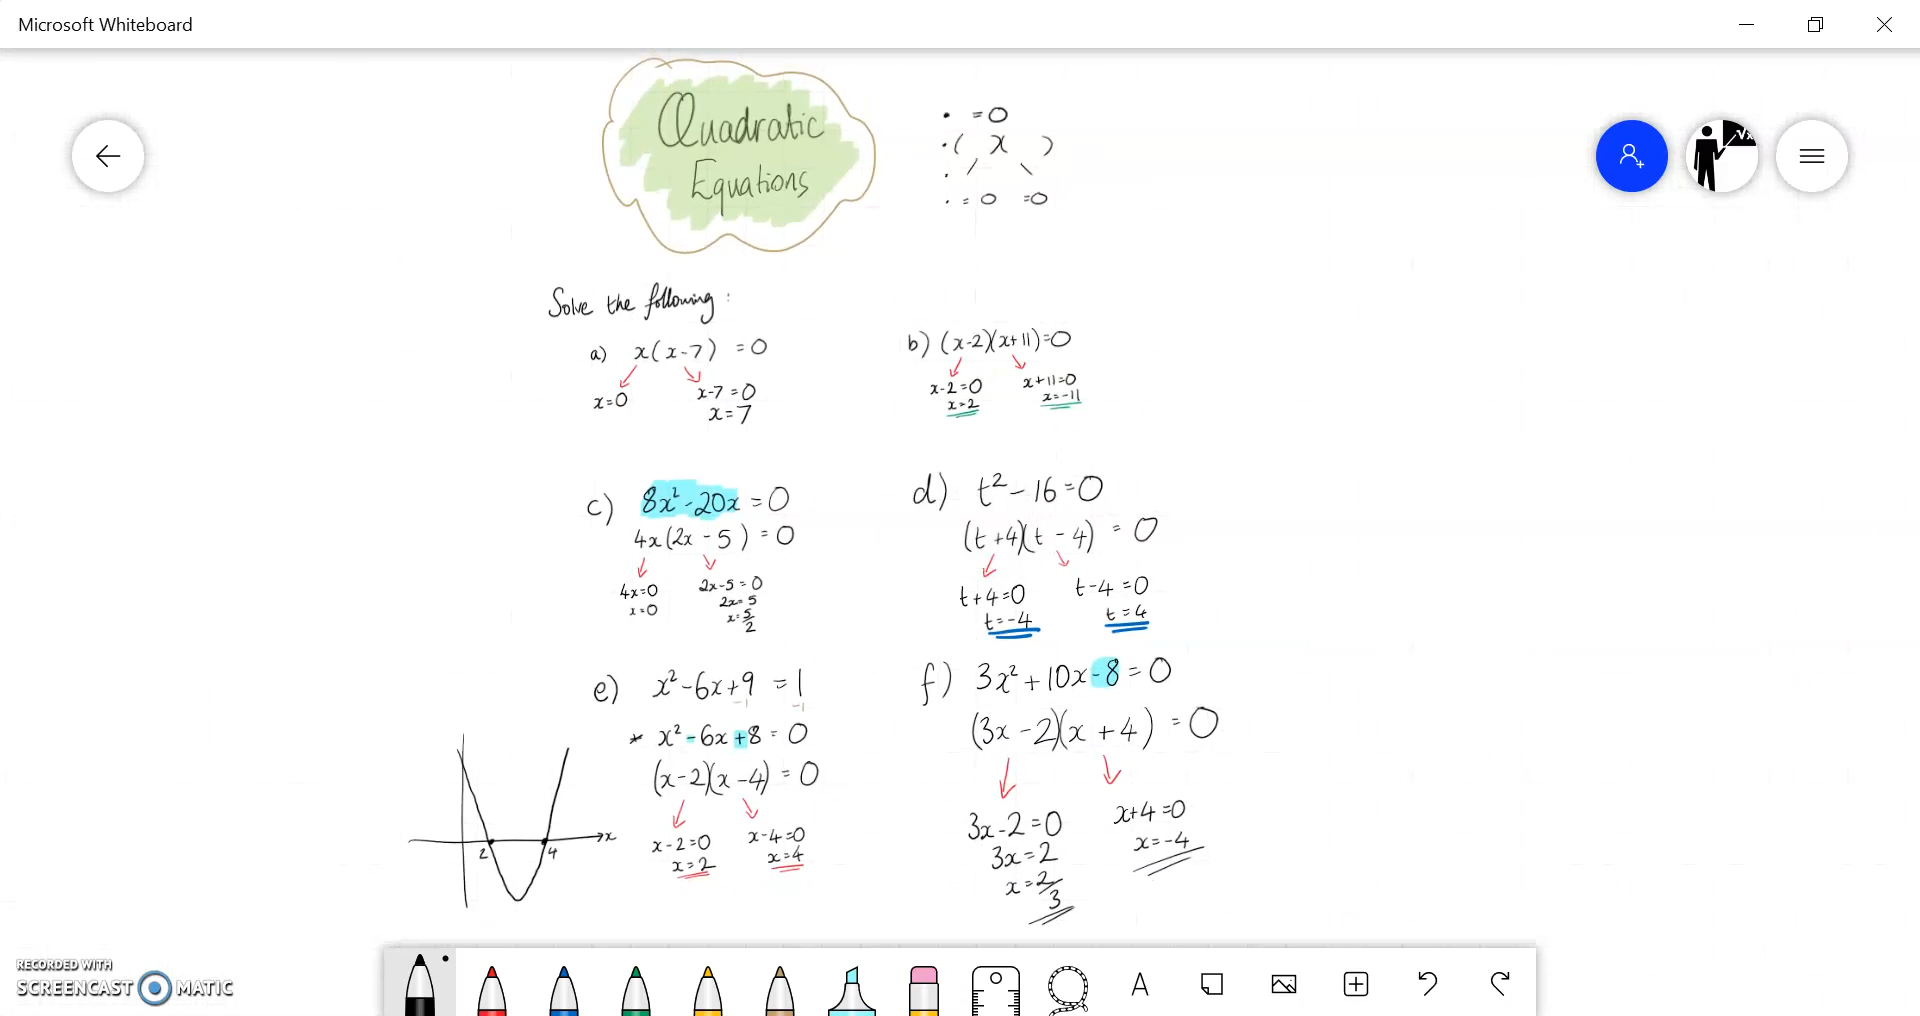 Microsoft Whiteboard
Quadratic
Equations
• =0
•( x )
•
• =0 =0
√x
Solve the following:
a) x(x-7) =0
x=0
x-7=0
x=7
b) (x-2)(x+11)=0
x-2=0
x=2
x+11=0
x=-11
c) 8x²-20x=0
4x(2x-5)=0
4x=0
x=0
2x-5=0
2x=5
x=5/2
d) t²-16=0
(t+4)(t-4)=0
t+4=0
t=-4
t-4=0
t=4
e) x²-6x+9=1
-1 -1
* x²-6x+8=0
(x-2)(x-4)=0
x-2=0
x=2
x-4=0
x=4
x
2 4
f) 3x²+10x-8=0
(3x-2)(x+4)=0
3x-2=0
3x=2
x=2/3
x+4=0
x=-4
RECORDED WITH
SCREENCAST MATIC
A